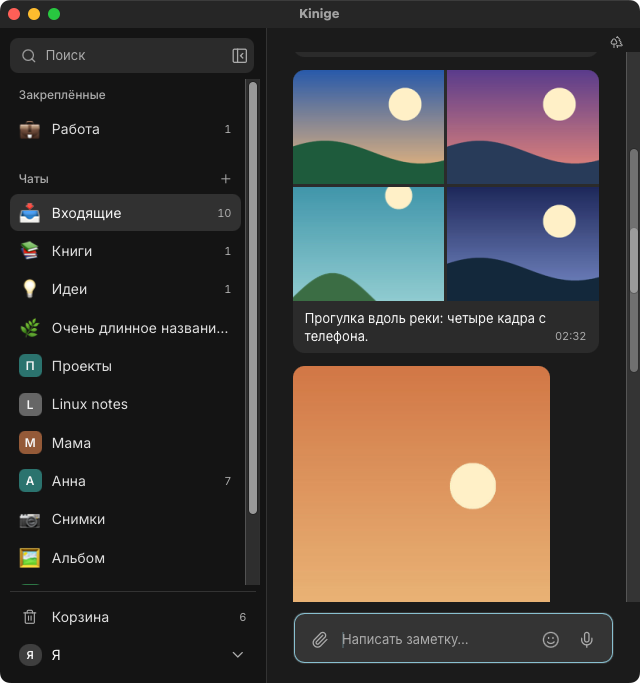 Kinige
Поиск
Закреплённые
Работа 1
Чаты
Входящие 10
Книги 1
Идеи 1
Очень длинное названи...
П Проекты
L Linux notes
М Мама
А Анна 7
Снимки
Альбом
Корзина 6
Я Я
Прогулка вдоль реки: четыре кадра с
телефона. 02:32
Написать заметку...